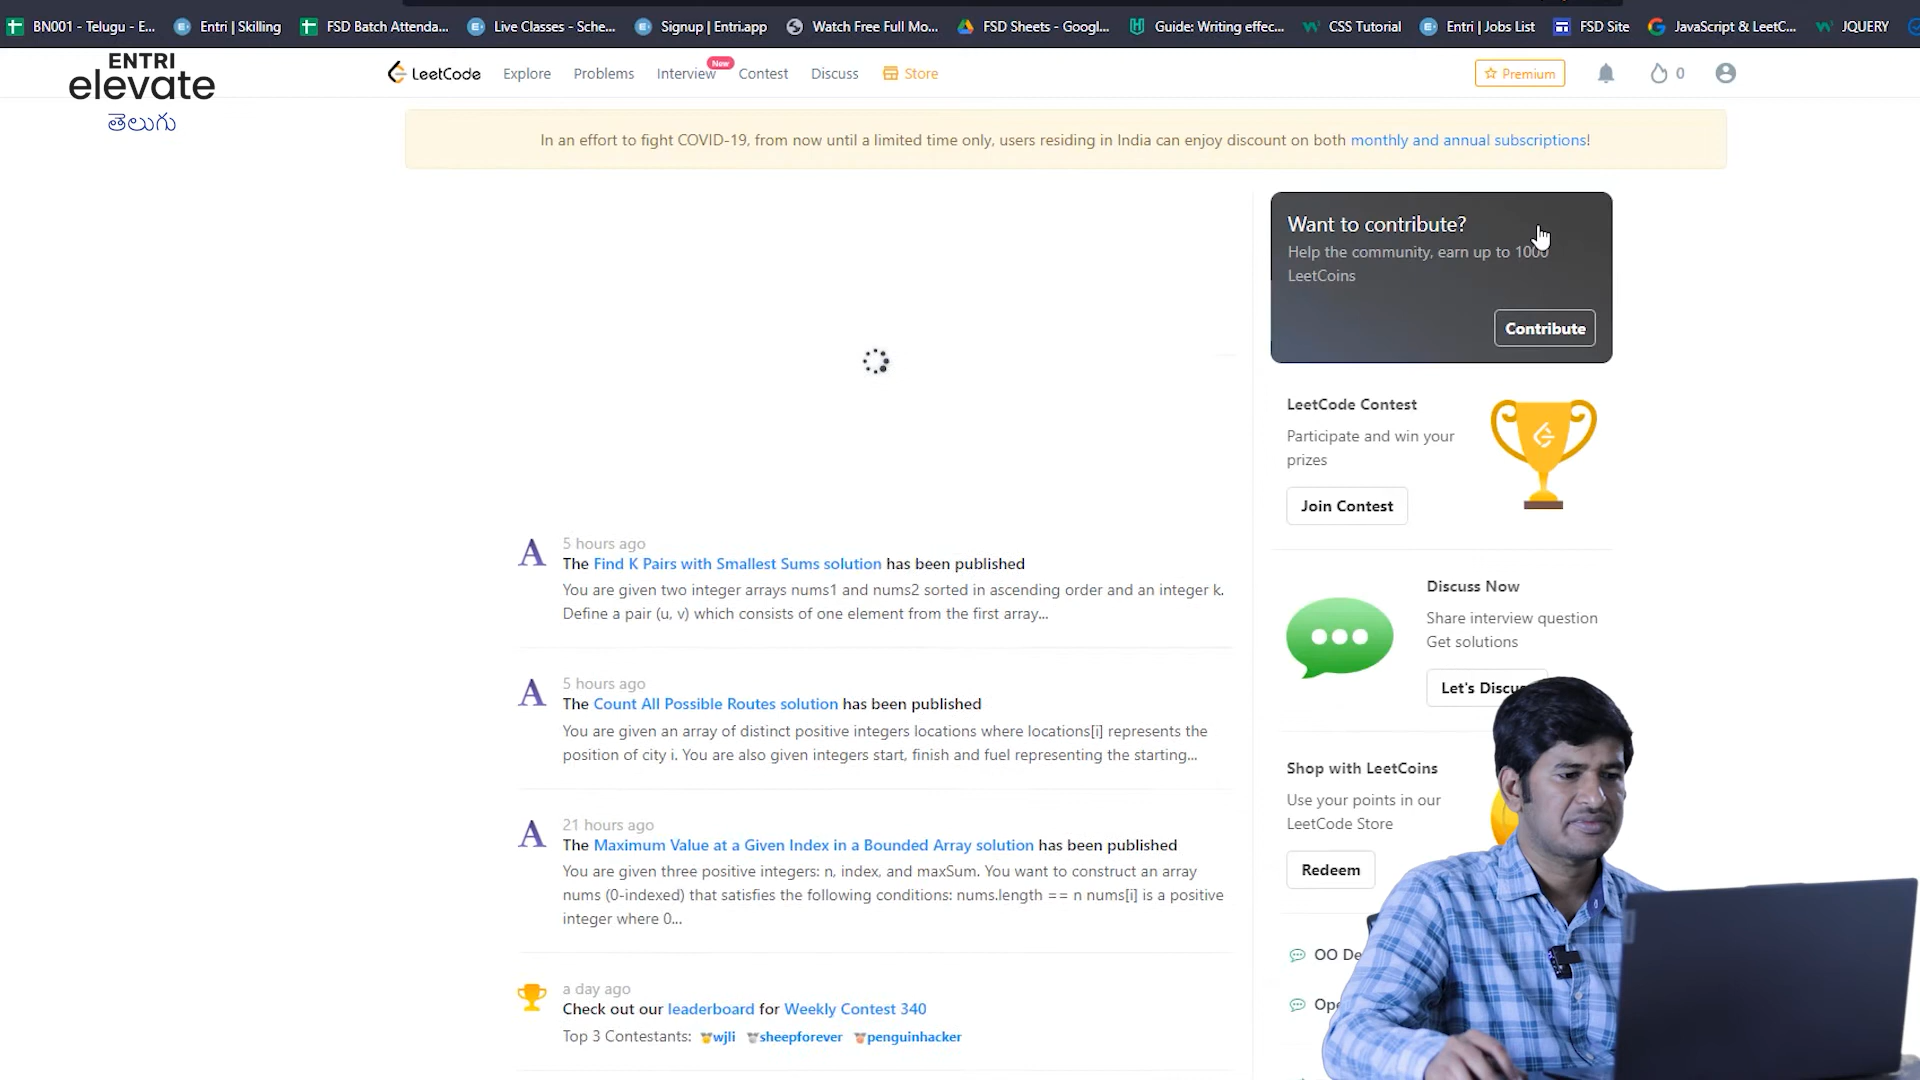 BN001 - Telugu - E...
Entri | Skilling
FSD Batch Attenda...
Live Classes - Sche...
Signup | Entri.app
Watch Free Full Mo...
FSD Sheets - Googl...
Guide: Writing effec...
CSS Tutorial
Entri | Jobs List
FSD Site
JavaScript & LeetC...
JQUERY
ENTRI
elevate
తెలుగు
LeetCode
Explore
Problems
Interview
New
Contest
Discuss
Store
Premium
0
In an effort to fight COVID-19, from now until a limited time only, users residing in India can enjoy discount on both monthly and annual subscriptions!
Want to contribute?
Help the community, earn up to 1000
LeetCoins
Contribute
LeetCode Contest
Participate and win your
prizes
Join Contest
Discuss Now
Share interview question
Get solutions
Let's Discu
Shop with LeetCoins
Use your points in our
LeetCode Store
Redeem
OO De
Ope
5 hours ago
The Find K Pairs with Smallest Sums solution has been published
You are given two integer arrays nums1 and nums2 sorted in ascending order and an integer k.
Define a pair (u, v) which consists of one element from the first array...
5 hours ago
The Count All Possible Routes solution has been published
You are given an array of distinct positive integers locations where locations[i] represents the
position of city i. You are also given integers start, finish and fuel representing the starting...
21 hours ago
The Maximum Value at a Given Index in a Bounded Array solution has been published
You are given three positive integers: n, index, and maxSum. You want to construct an array
nums (0-indexed) that satisfies the following conditions: nums.length == n nums[i] is a positive
integer where 0...
a day ago
Check out our leaderboard for Weekly Contest 340
Top 3 Contestants: wjli sheepforever penguinhacker